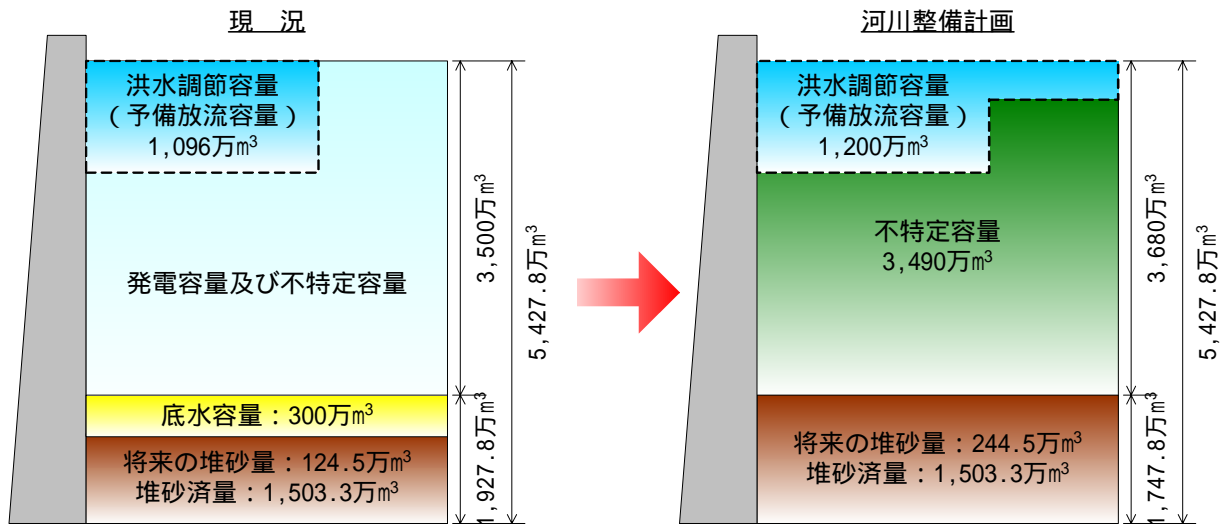 現　況
洪水調節容量
(予備放流容量)
1,096万m³
発電容量及び不特定容量
底水容量：300万m³
将来の堆砂量：124.5万m³
堆砂済量：1,503.3万m³
3,500万m³
1,927.8万m³
5,427.8万m³
河川整備計画
洪水調節容量
(予備放流容量)
1,200万m³
不特定容量
3,490万m³
将来の堆砂量：244.5万m³
堆砂済量：1,503.3万m³
3,680万m³
1,747.8万m³
5,427.8万m³